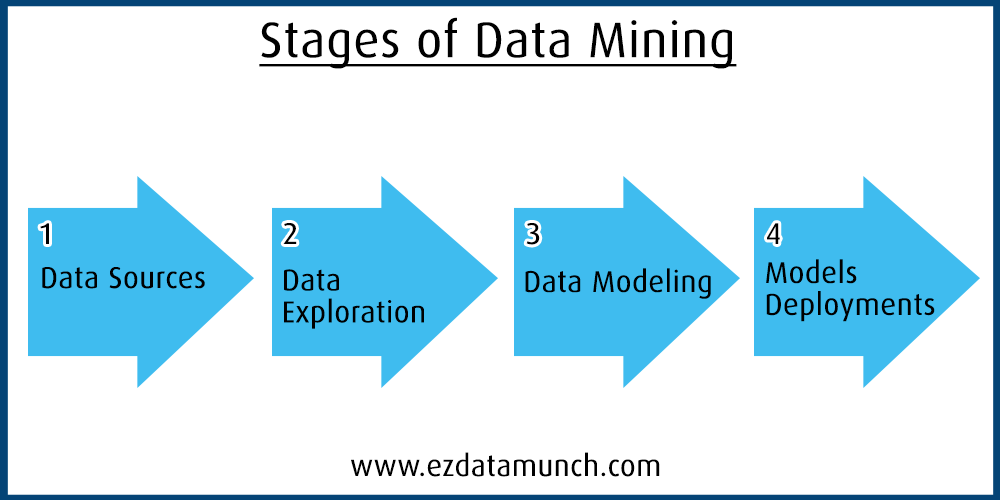 Stages of Data Mining
1
Data Sources
2
Data
Exploration
3
Data Modeling
4
Models
Deployments
www.ezdatamunch.com